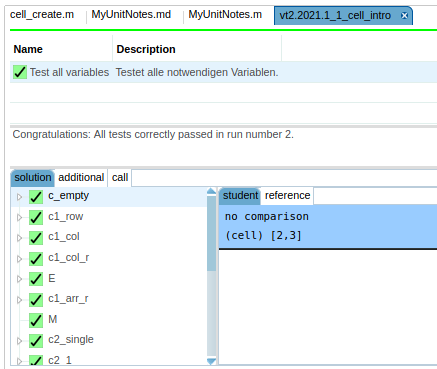 cell_create.m MyUnitNotes.md MyUnitNotes.m vt2.2021.1_1_cell_intro
Name Description
Test all variables Testet alle notwendigen Variablen.
Congratulations: All tests correctly passed in run number 2.
solution additional call
c_empty
c1_row
c1_col
c1_col_r
E
c1_arr_r
M
c2_single
c2_1
student reference
no comparison
(cell) [2,3]